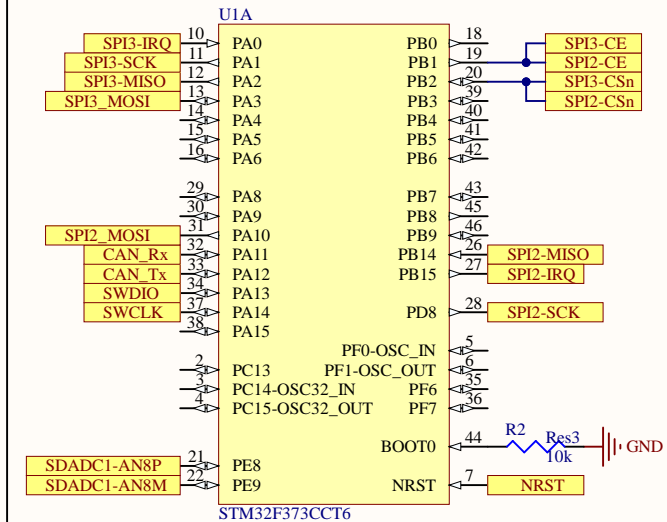 U1A
SPI3-IRQ 10 PA0 PB0 18 SPI3-CE
SPI3-SCK 11 PA1 PB1 19 SPI2-CE
SPI3-MISO 12 PA2 PB2 20 SPI3-CSn
SPI3_MOSI 13 PA3 PB3 39 SPI2-CSn
14 PA4 PB4 40
15 PA5 PB5 41
16 PA6 PB6 42
29 PA8 PB7 43
30 PA9 PB8 45
SPI2_MOSI 31 PA10 PB9 46
CAN_Rx 32 PA11 PB14 26 SPI2-MISO
CAN_Tx 33 PA12 PB15 27 SPI2-IRQ
SWDIO 34 PA13
SWCLK 37 PA14 PD8 28 SPI2-SCK
38 PA15
PF0-OSC_IN 5
2 PC13 PF1-OSC_OUT 6
3 PC14-OSC32_IN PF6 35
4 PC15-OSC32_OUT PF7 36
R2 Res3
BOOT0 44 10k GND
SDADC1-AN8P 21 PE8
SDADC1-AN8M 22 PE9 NRST 7 NRST
STM32F373CCT6